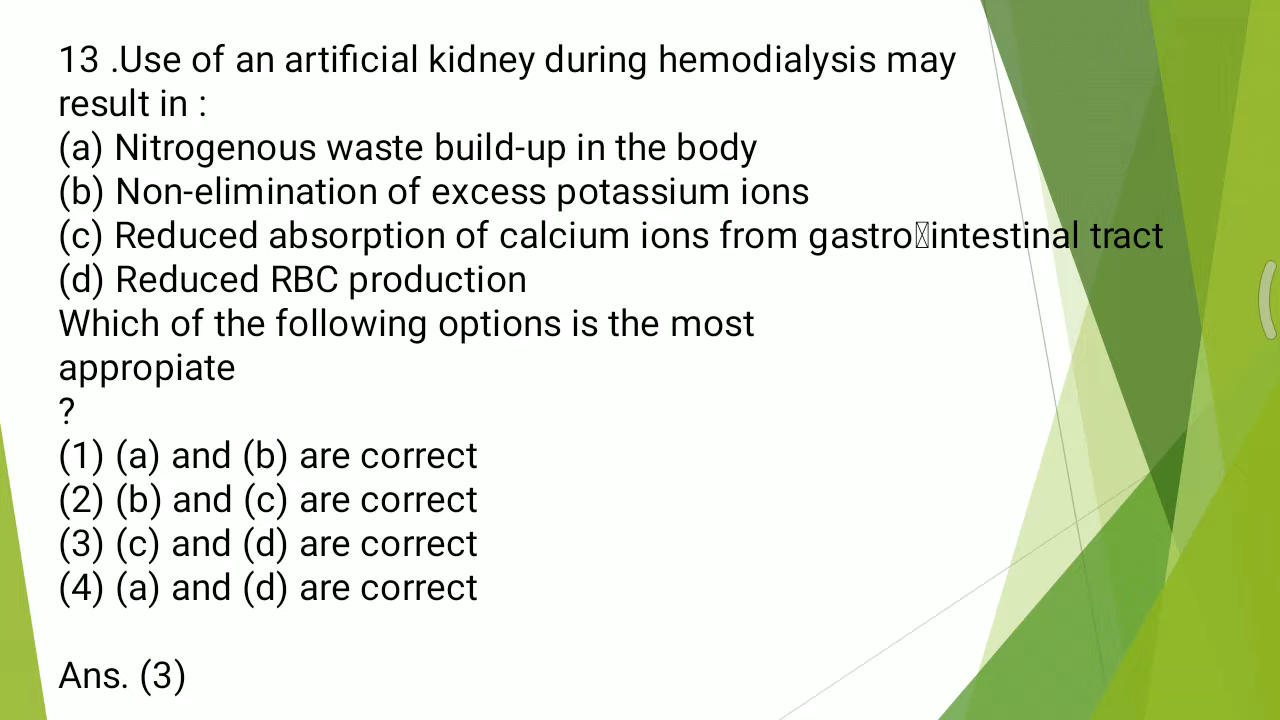 13 .Use of an artificial kidney during hemodialysis may
result in :
(a) Nitrogenous waste build-up in the body
(b) Non-elimination of excess potassium ions
(c) Reduced absorption of calcium ions from gastro￾intestinal tract
(d) Reduced RBC production
Which of the following options is the most
appropiate
?
(1) (a) and (b) are correct
(2) (b) and (c) are correct
(3) (c) and (d) are correct
(4) (a) and (d) are correct
Ans. (3)